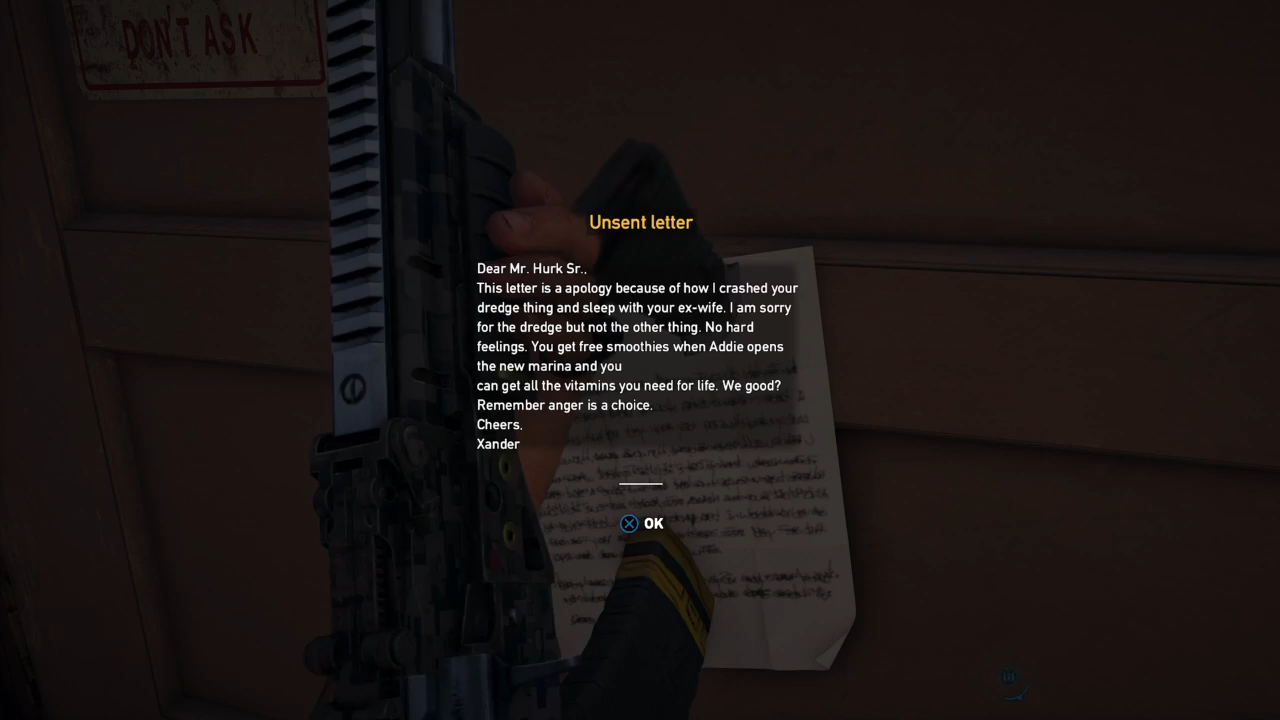 DON'T ASK
Unsent letter
Dear Mr. Hurk Sr.,
This letter is a apology because of how I crashed your
dredge thing and sleep with your ex-wife. I am sorry
for the dredge but not the other thing. No hard
feelings. You get free smoothies when Addie opens
the new marina and you
can get all the vitamins you need for life. We good?
Remember anger is a choice.
Cheers,
Xander
OK